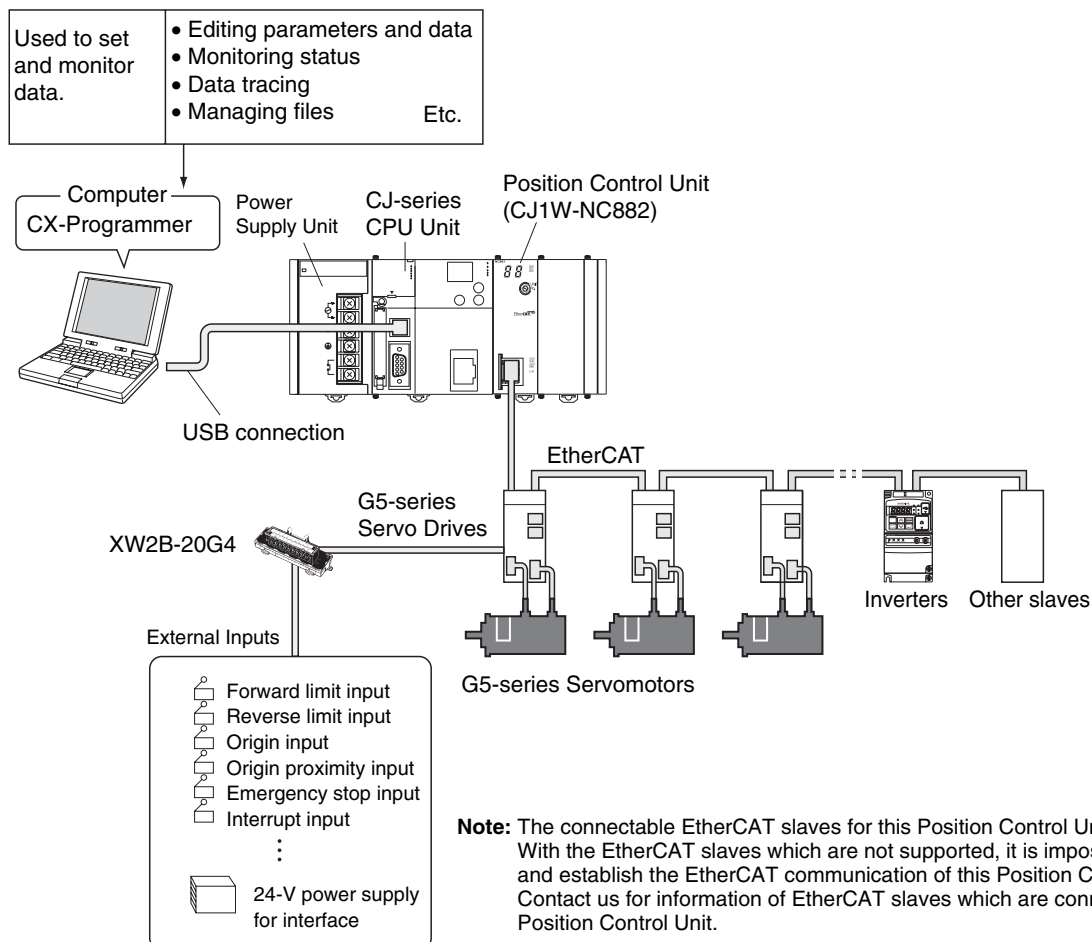 Used to set
and monitor
data.
• Editing parameters and data
• Monitoring status
• Data tracing
• Managing files Etc.
Computer
CX-Programmer
Power
Supply Unit
CJ-series
CPU Unit
Position Control Unit
(CJ1W-NC882)
EtherCAT
USB connection
EtherCAT
G5-series
Servo Drives
XW2B-20G4
Inverters
Other slaves
External Inputs
G5-series Servomotors
Forward limit input
Reverse limit input
Origin input
Origin proximity input
Emergency stop input
Interrupt input
24-V power supply
for interface
Note: The connectable EtherCAT slaves for this Position Control
With the EtherCAT slaves which are not supported, it is
and establish the EtherCAT communication of this Position
Contact us for information of EtherCAT slaves which are
Position Control Unit.